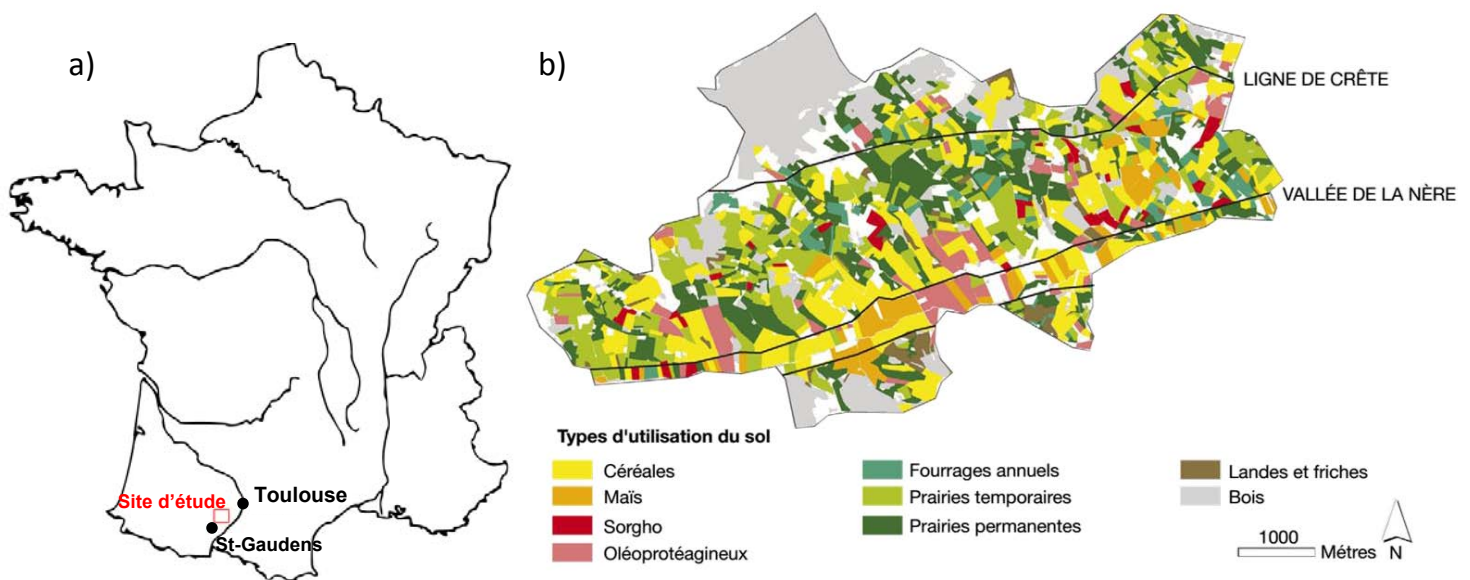 a)
Site d'étude
Toulouse
St-Gaudens
b)
LIGNE DE CRÊTE
VALLÉE DE LA NÈRE
Types d'utilisation du sol
Céréales
Maïs
Sorgho
Oléoprotéagineux
Fourrages annuels
Prairies temporaires
Prairies permanentes
Landes et friches
Bois
1000
Métres
N